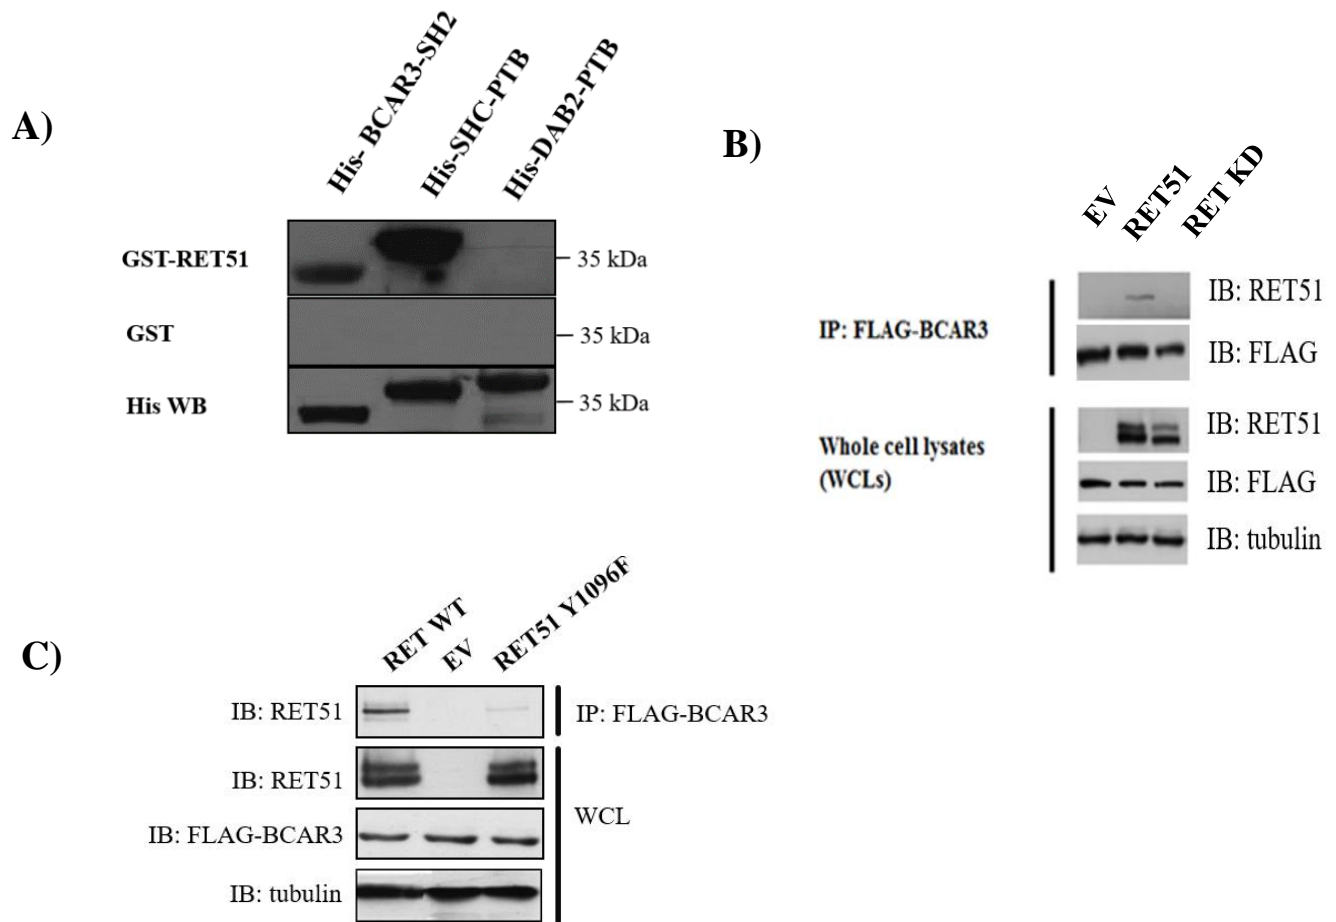 A)
His- BCAR3-SH2
His-SHC-PTB
His-DAB2-PTB
GST-RET51
35 kDa
GST
35 kDa
His WB
35 kDa
B)
EV
RET51
RET KD
IP: FLAG-BCAR3
IB: RET51
IB: FLAG
Whole cell lysates
(WCLs)
IB: RET51
IB: FLAG
IB: tubulin
C)
RET WT
EV
RET51 Y1096F
IB: RET51
IP: FLAG-BCAR3
IB: RET51
IB: FLAG-BCAR3
WCL
IB: tubulin